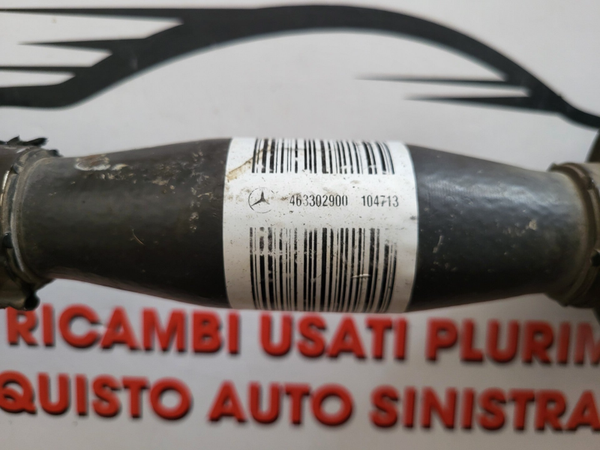 463302900 104713
RICAMBI USATI PLURIM
QUISTO AUTO SINISTRA